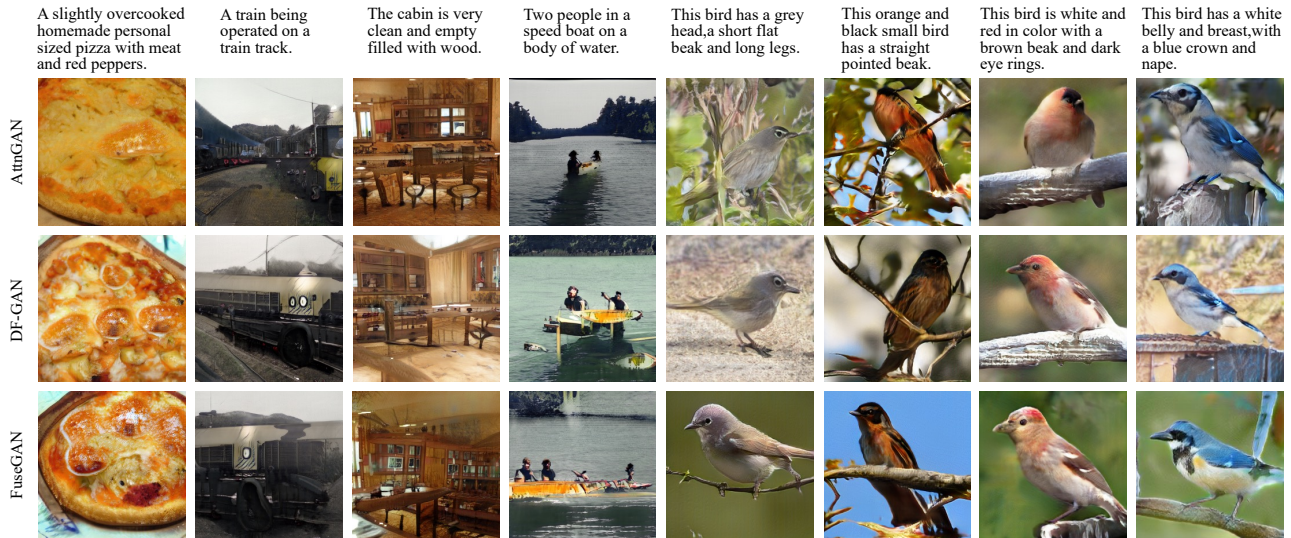 A slightly overcooked
homemade personal
sized pizza with meat
and red peppers.
A train being
operated on a
train track.
The cabin is very
clean and empty
filled with wood.
Two people in a
speed boat on a
body of water.
This bird has a grey
head,a short flat
beak and long legs.
This orange and
black small bird
has a straight
pointed beak.
This bird is white and
red in color with a
brown beak and dark
eye rings.
This bird has a white
belly and breast,with
a blue crown and
nape.
AttnGAN
DF-GAN
FuseGAN